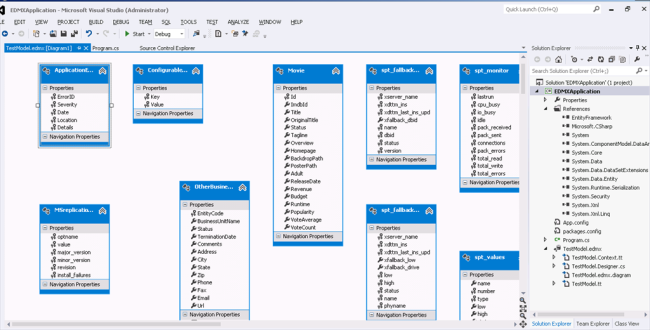 EDMXApplication - Microsoft Visual Studio (Administrator)
Quick Launch (Ctrl+Q)
EDIT VIEW PROJECT BUILD DEBUG TEAM SQL TOOLS TEST ANALYZE WINDOW HELP
Start Debug
TestModel.edmx [Diagram1] Program.cs Source Control Explorer
ApplicationE...
Properties
ErrorID
Severity
Date
Location
Details
Navigation Properties
Configurable...
Properties
Key
Value
Navigation Properties
Movie
Properties
Id
ImdbId
Title
OriginalTitle
Status
Tagline
Overview
Homepage
BackdropPath
PosterPath
Adult
ReleaseDate
Revenue
Budget
Runtime
Popularity
VoteAverage
VoteCount
Navigation Properties
spt_fallback...
Properties
xserver_name
xdttm_ins
xdttm_last_ins_upd
xfallback_dbid
name
dbid
status
version
Navigation Properties
spt_monitor
Properties
lastrun
cpu_busy
io_busy
idle
pack_received
pack_sent
connections
pack_errors
total_read
total_write
total_errors
Navigation Properties
MSreplicatio...
Properties
optname
value
major_version
minor_version
revision
install_failures
Navigation Properties
OtherBusine...
Properties
EntityCode
BusinessUnitName
Status
TerminationDate
Comments
Address
City
State
Zip
Phone
Fax
Email
Url
spt_fallback...
Properties
xserver_name
xdttm_ins
xdttm_last_ins_upd
xfallback_low
xfallback_drive
low
high
status
name
phyname
Navigation Properties
spt_values
Properties
name
number
type
low
high
Solution Explorer
Search Solution Explorer (Ctrl+;)
Solution 'EDMXApplication' (1 project)
EDMXApplication
Properties
References
EntityFramework
Microsoft.CSharp
System
System.ComponentModel.DataAr
System.Core
System.Data
System.Data.DataSetExtensions
System.Data.Entity
System.Runtime.Serialization
System.Security
System.Xml
System.Xml.Linq
App.config
packages.config
Program.cs
TestModel.edmx
TestModel.Context.tt
TestModel.Designer.cs
TestModel.edmx.diagram
TestModel.tt
Solution Explorer Team Explorer Class View